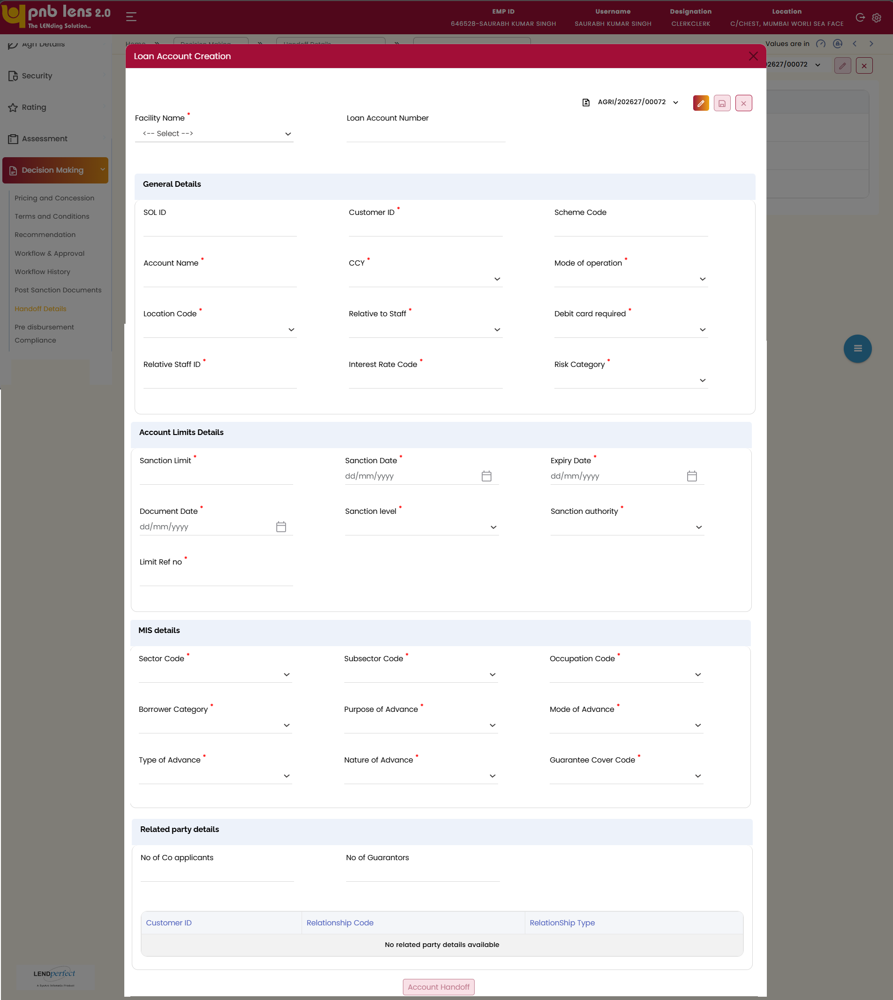 pnb lens 2.0
The LENding Solution..
EMP ID
646528-SAURABH KUMAR SINGH
Username
SAURABH KUMAR SINGH
Designation
CLERKCLERK
Location
C/CHEST, MUMBAI WORLI SEA FACE
Agri Details
Home » Decision Making » Handoff Details »
Values are in
Loan Account Creation
02627/00072
Security
Rating
Assessment
Decision Making
Pricing and Concession
Terms and Conditions
Recommendation
Workflow & Approval
Workflow History
Post Sanction Documents
Handoff Details
Pre disbursement
Compliance
AGRI/202627/00072
Facility Name *
Loan Account Number
<-- Select -->
General Details
SOL ID
Customer ID *
Scheme Code
Account Name *
CCY *
Mode of operation *
Location Code *
Relative to Staff *
Debit card required *
Relative Staff ID *
Interest Rate Code *
Risk Category *
Account Limits Details
Sanction Limit *
Sanction Date *
Expiry Date *
dd/mm/yyyy
dd/mm/yyyy
Document Date *
Sanction level *
Sanction authority *
dd/mm/yyyy
Limit Ref no *
MIS details
Sector Code *
Subsector Code *
Occupation Code *
Borrower Category *
Purpose of Advance *
Mode of Advance *
Type of Advance *
Nature of Advance *
Guarantee Cover Code *
Related party details
No of Co applicants
No of Guarantors
Customer ID
Relationship Code
RelationShip Type
No related party details available
Account Handoff
LENDperfect
A SysArc Infomatix Product